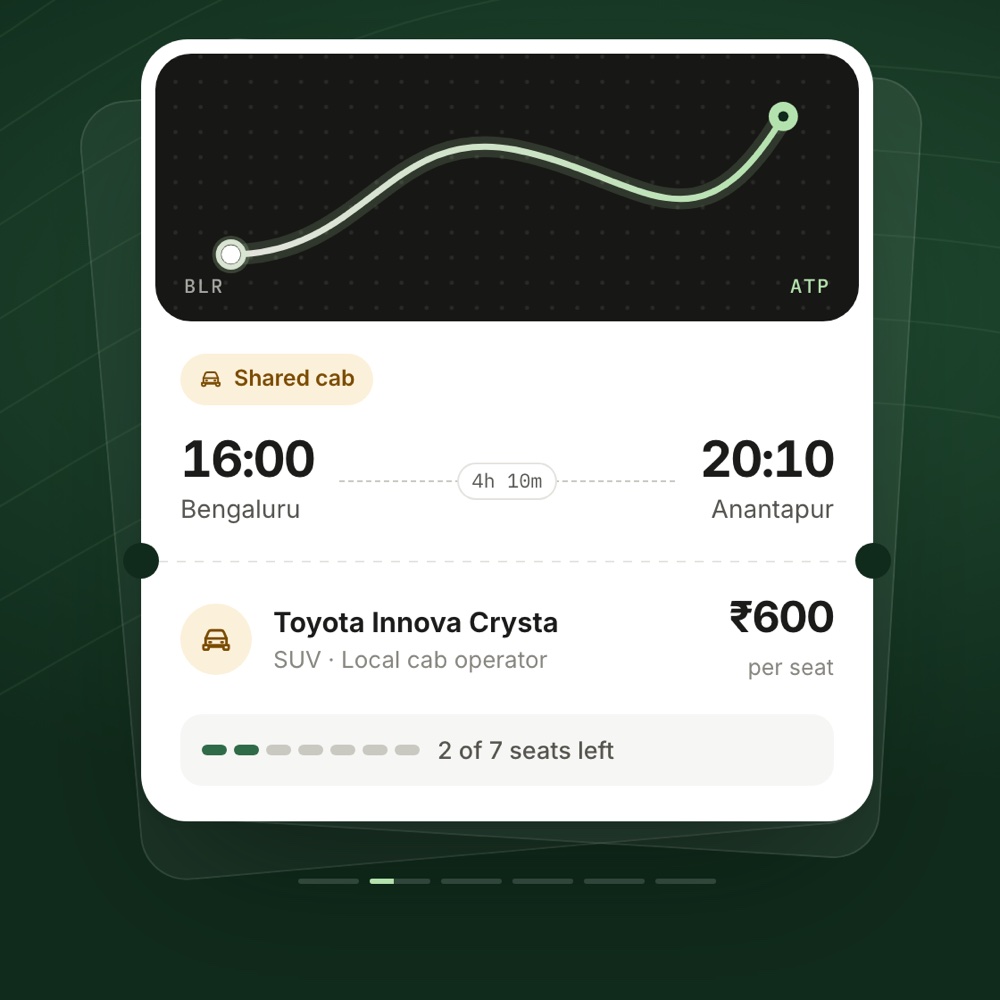 BLR ATP
Shared cab
16:00 4h 10m 20:10
Bengaluru Anantapur
Toyota Innova Crysta ₹600
SUV · Local cab operator per seat
2 of 7 seats left